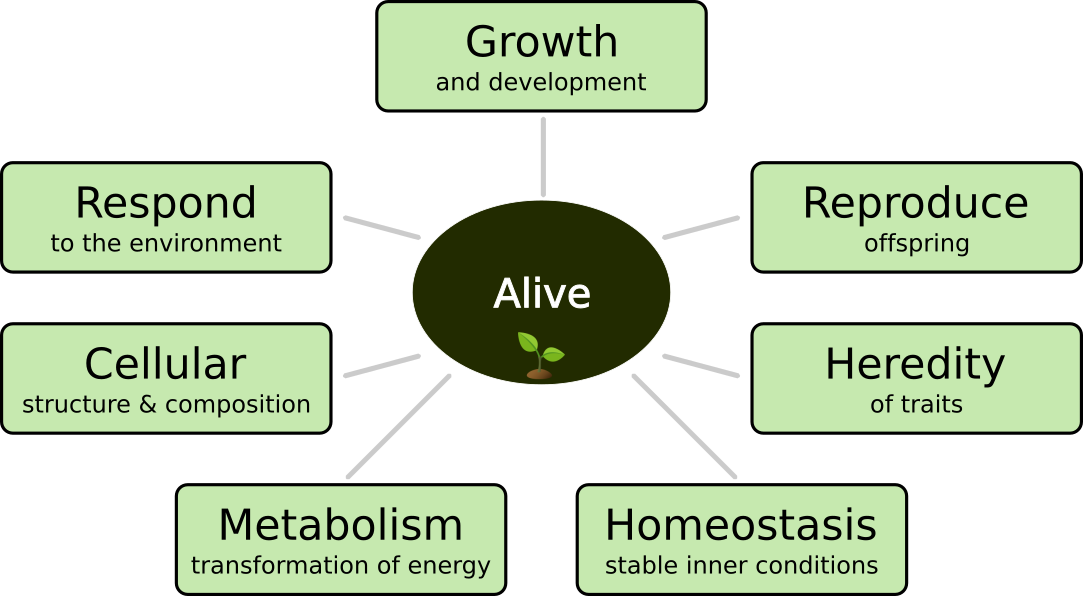 Growth
and development
Respond
to the environment
Reproduce
offspring
Alive
Cellular
structure & composition
Heredity
of traits
Metabolism
transformation of energy
Homeostasis
stable inner conditions